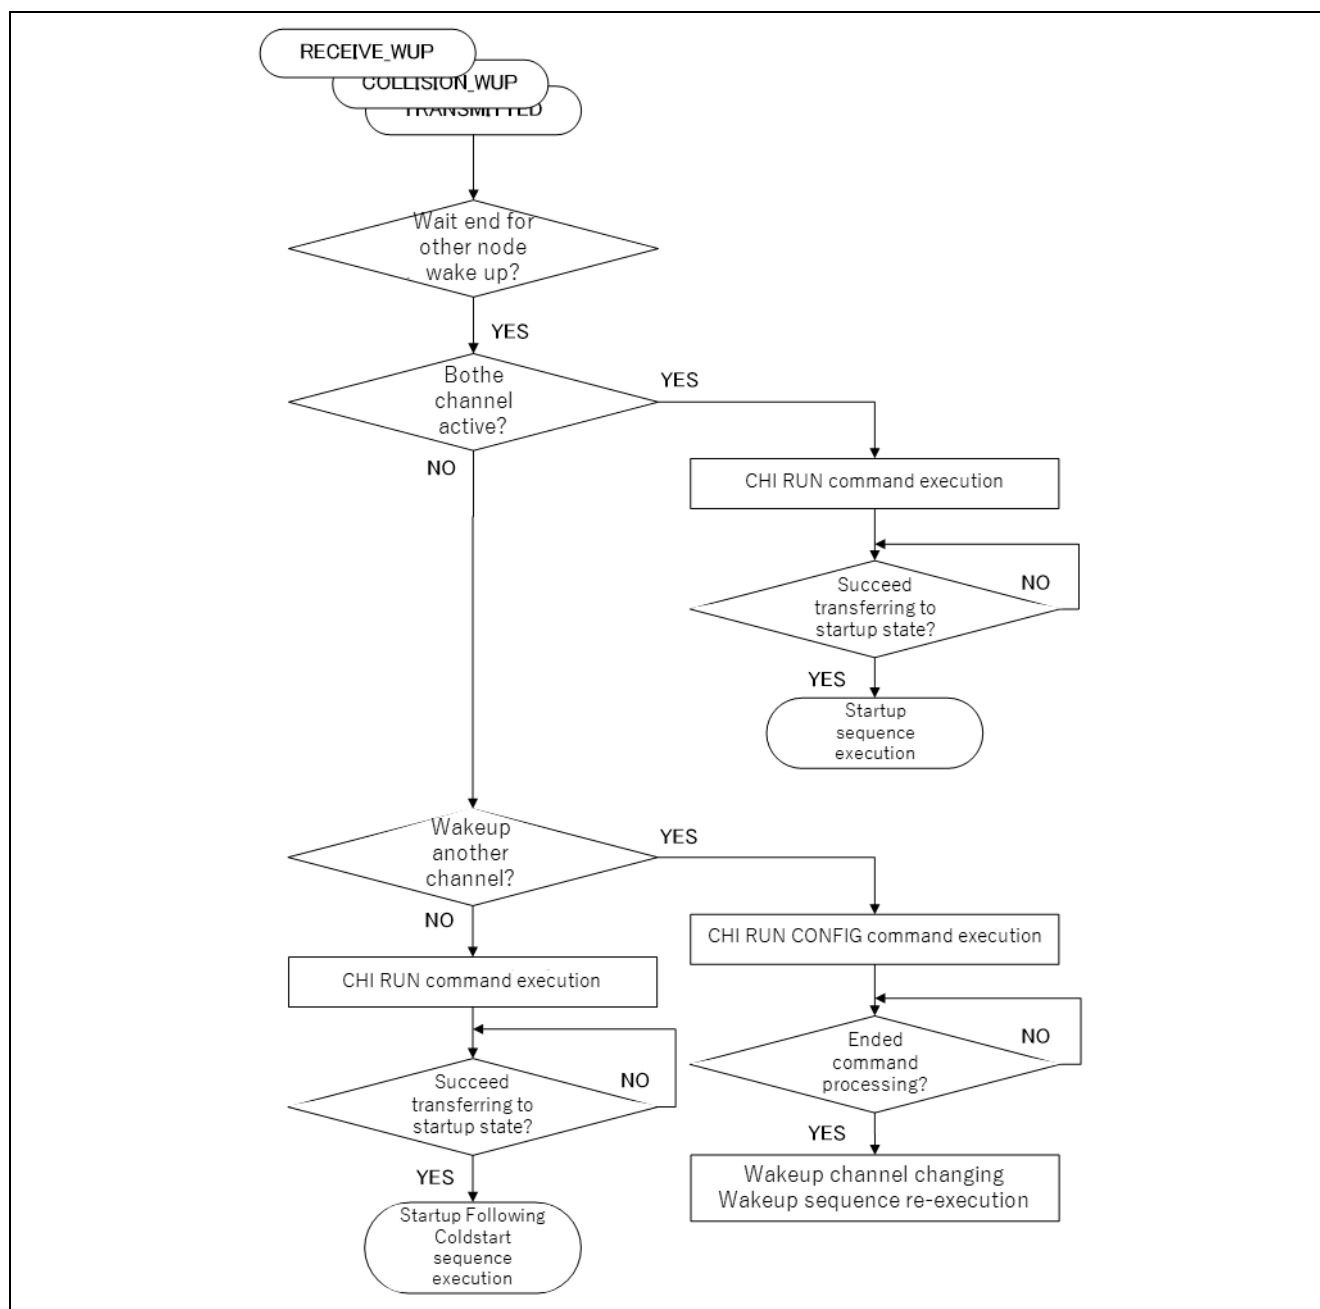 RECEIVE_WUP
COLLISION_WUP
TRANSMITTED
Wait end for
other node
wake up?
YES
Bothe
channel
active?
YES
NO
CHI RUN command execution
Succeed
transferring to
startup state?
NO
YES
Startup
sequence
execution
Wakeup
another
channel?
YES
NO
CHI RUN CONFIG command execution
CHI RUN command execution
Ended
command
processing?
NO
Succeed
transferring to
startup state?
NO
YES
Wakeup channel changing
Wakeup sequence re-execution
YES
Startup Following
Coldstart
sequence
execution